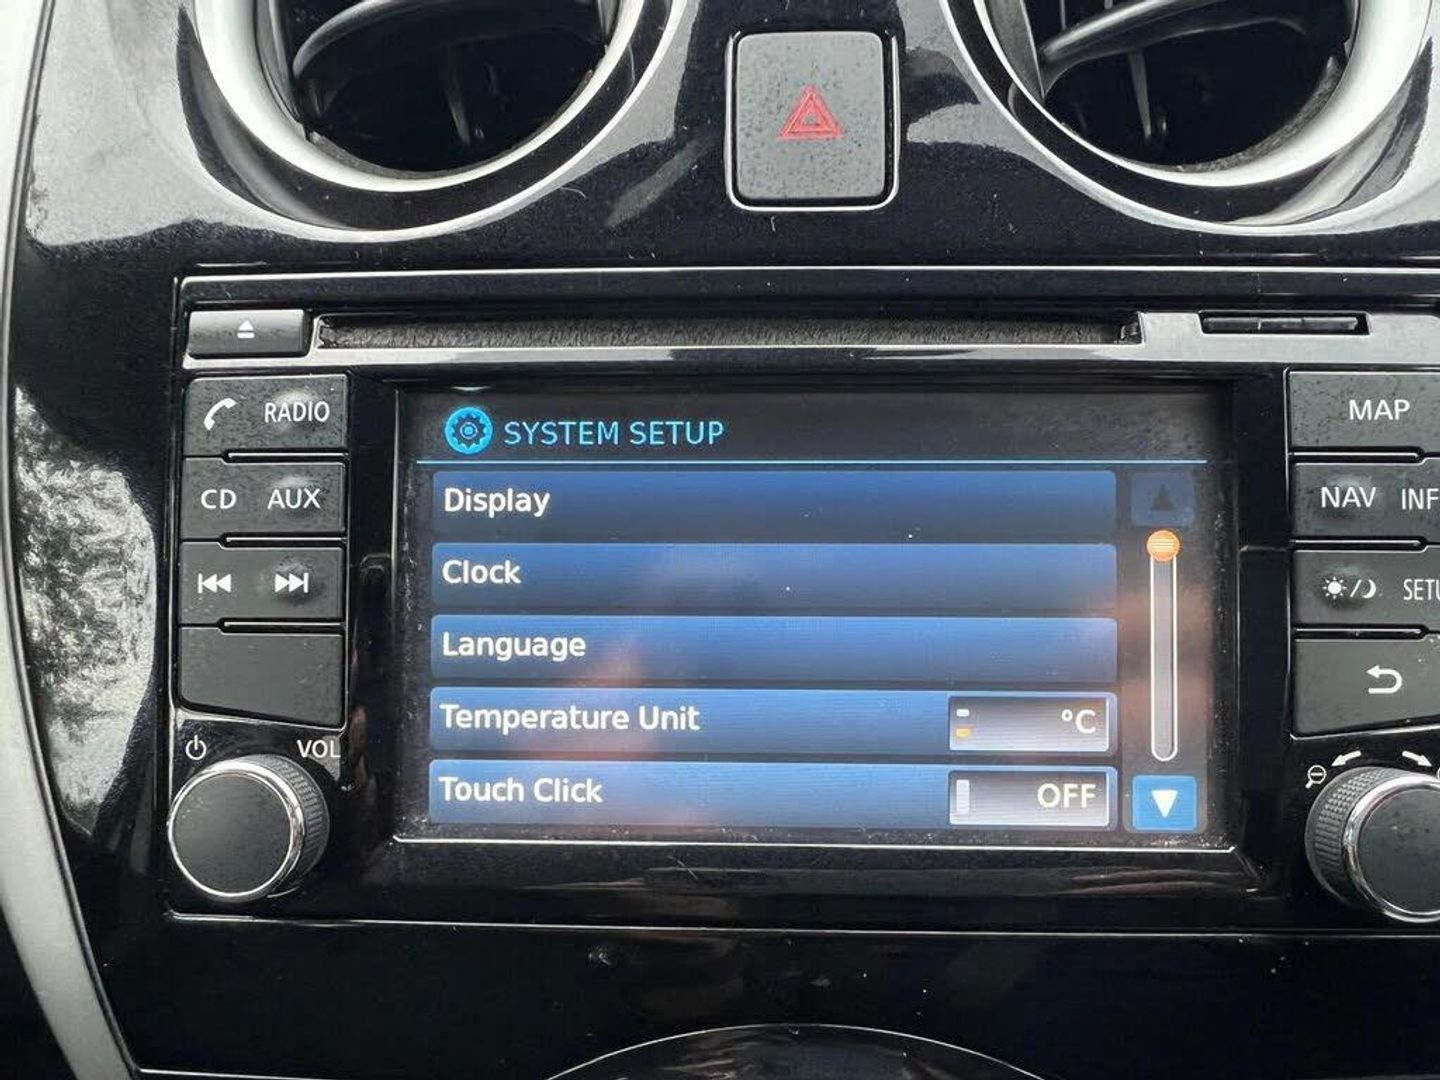 RADIO
CD AUX
VOL
SYSTEM SETUP
Display
Clock
Language
Temperature Unit °C
Touch Click OFF
MAP
NAV